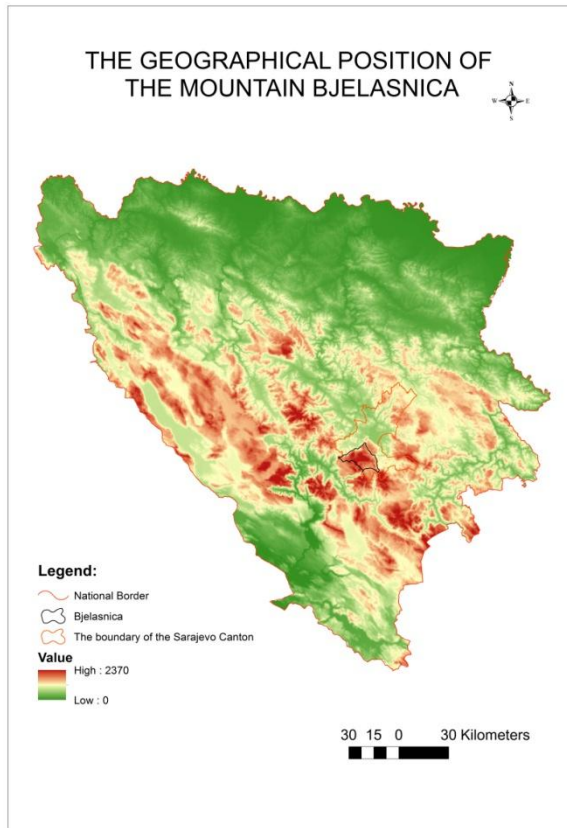 THE GEOGRAPHICAL POSITION OF
THE MOUNTAIN BJELASNICA
N
W E
S
Legend:
National Border
Bjelasnica
The boundary of the Sarajevo Canton
Value
High : 2370
Low : 0
30 15 0 30 Kilometers